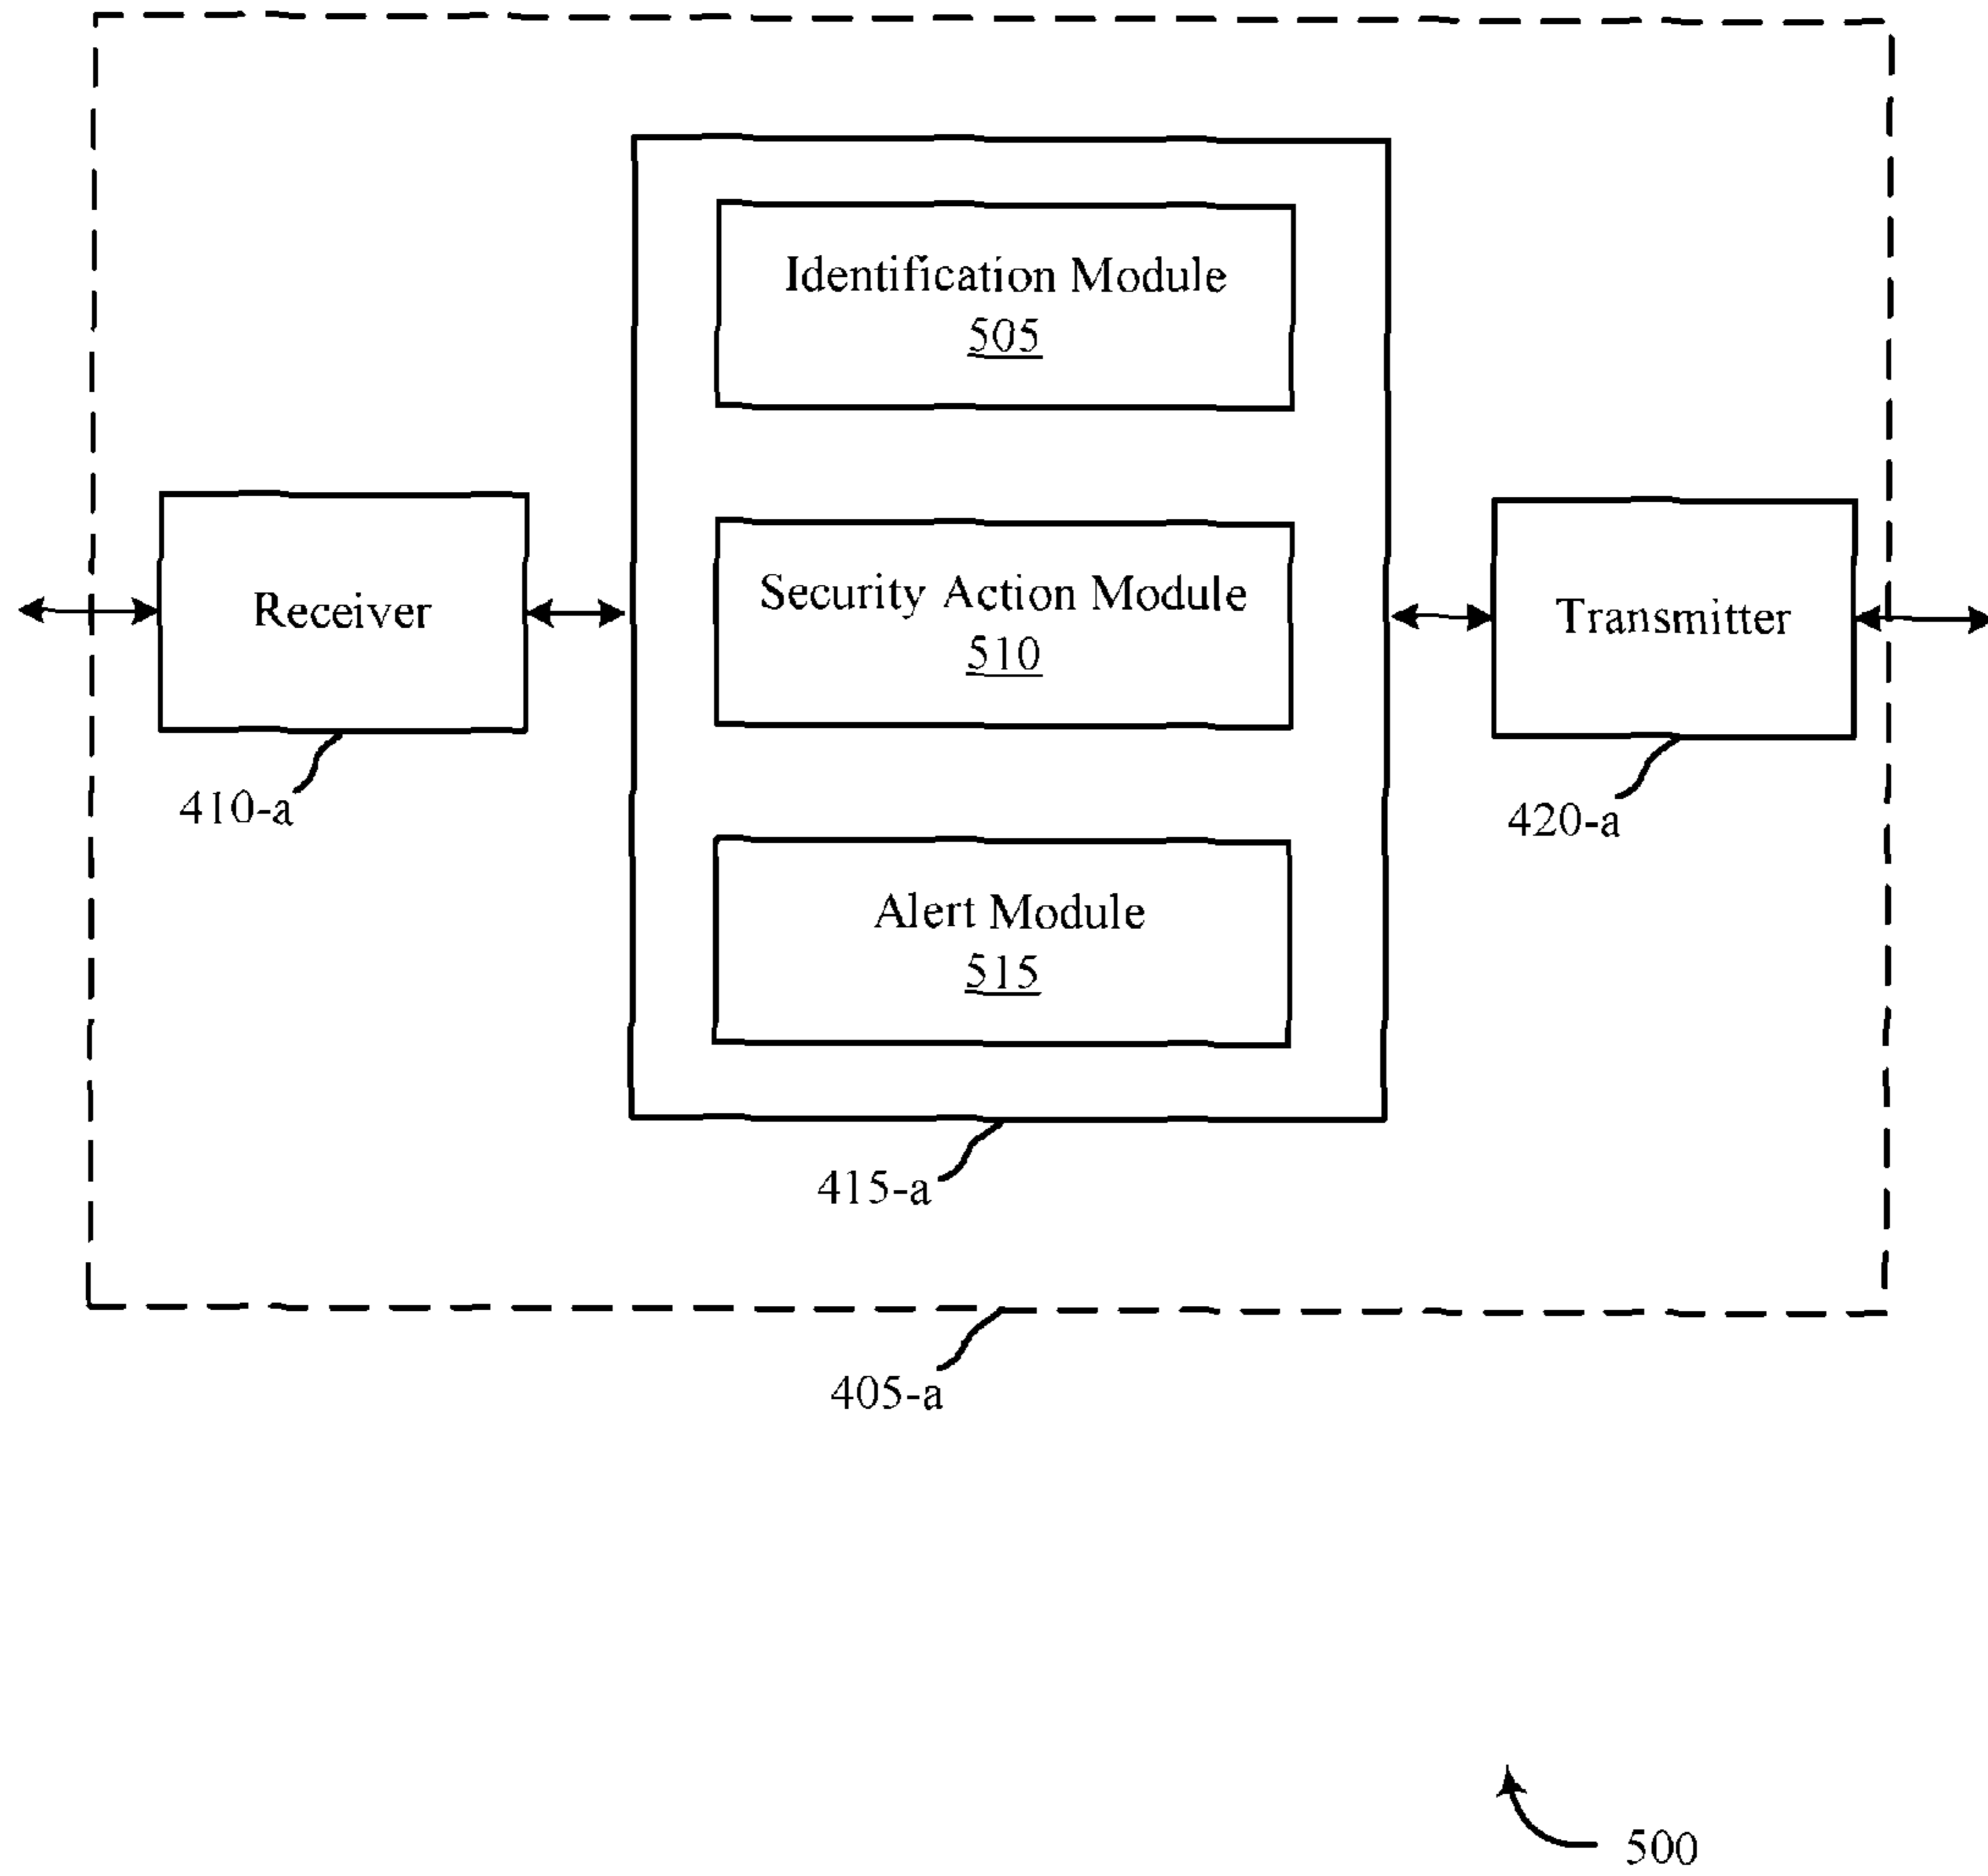 Identification Module
505
Receiver
Security Action Module
510
Transmitter
410-a
420-a
Alert Module
515
415-a
405-a
500